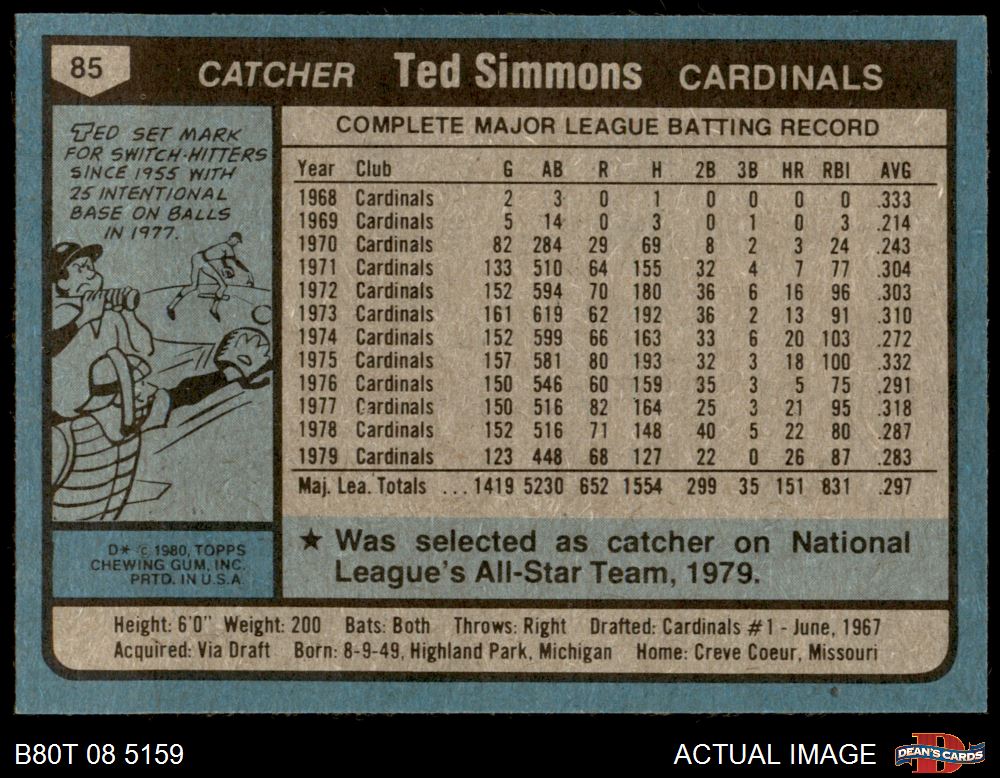 85
CATCHER Ted Simmons CARDINALS
TED SET MARK
FOR SWITCH-HITTERS
SINCE 1955 WITH
25 INTENTIONAL
BASE ON BALLS
IN 1977.
COMPLETE MAJOR LEAGUE BATTING RECORD
Year Club G AB R H 2B 3B HR RBI AVG
1968 Cardinals 2 3 0 1 0 0 0 0 .333
1969 Cardinals 5 14 0 3 0 1 0 3 .214
1970 Cardinals 82 284 29 69 8 2 3 24 .243
1971 Cardinals 133 510 64 155 32 4 7 77 .304
1972 Cardinals 152 594 70 180 36 6 16 96 .303
1973 Cardinals 161 619 62 192 36 2 13 91 .310
1974 Cardinals 152 599 66 163 33 6 20 103 .272
1975 Cardinals 157 581 80 193 32 3 18 100 .332
1976 Cardinals 150 546 60 159 35 3 5 75 .291
1977 Cardinals 150 516 82 164 25 3 21 95 .318
1978 Cardinals 152 516 71 148 40 5 22 80 .287
1979 Cardinals 123 448 68 127 22 0 26 87 .283
Maj. Lea. Totals ... 1419 5230 652 1554 299 35 151 831 .297
D* © 1980, TOPPS
CHEWING GUM, INC.
PRTD. IN U.S.A.
★ Was selected as catcher on National
League's All-Star Team, 1979.
Height: 6'0" Weight: 200 Bats: Both Throws: Right Drafted: Cardinals #1 - June, 1967
Acquired: Via Draft Born: 8-9-49, Highland Park, Michigan Home: Creve Coeur, Missouri
B80T 08 5159
ACTUAL IMAGE
D
DEAN'S CARDS